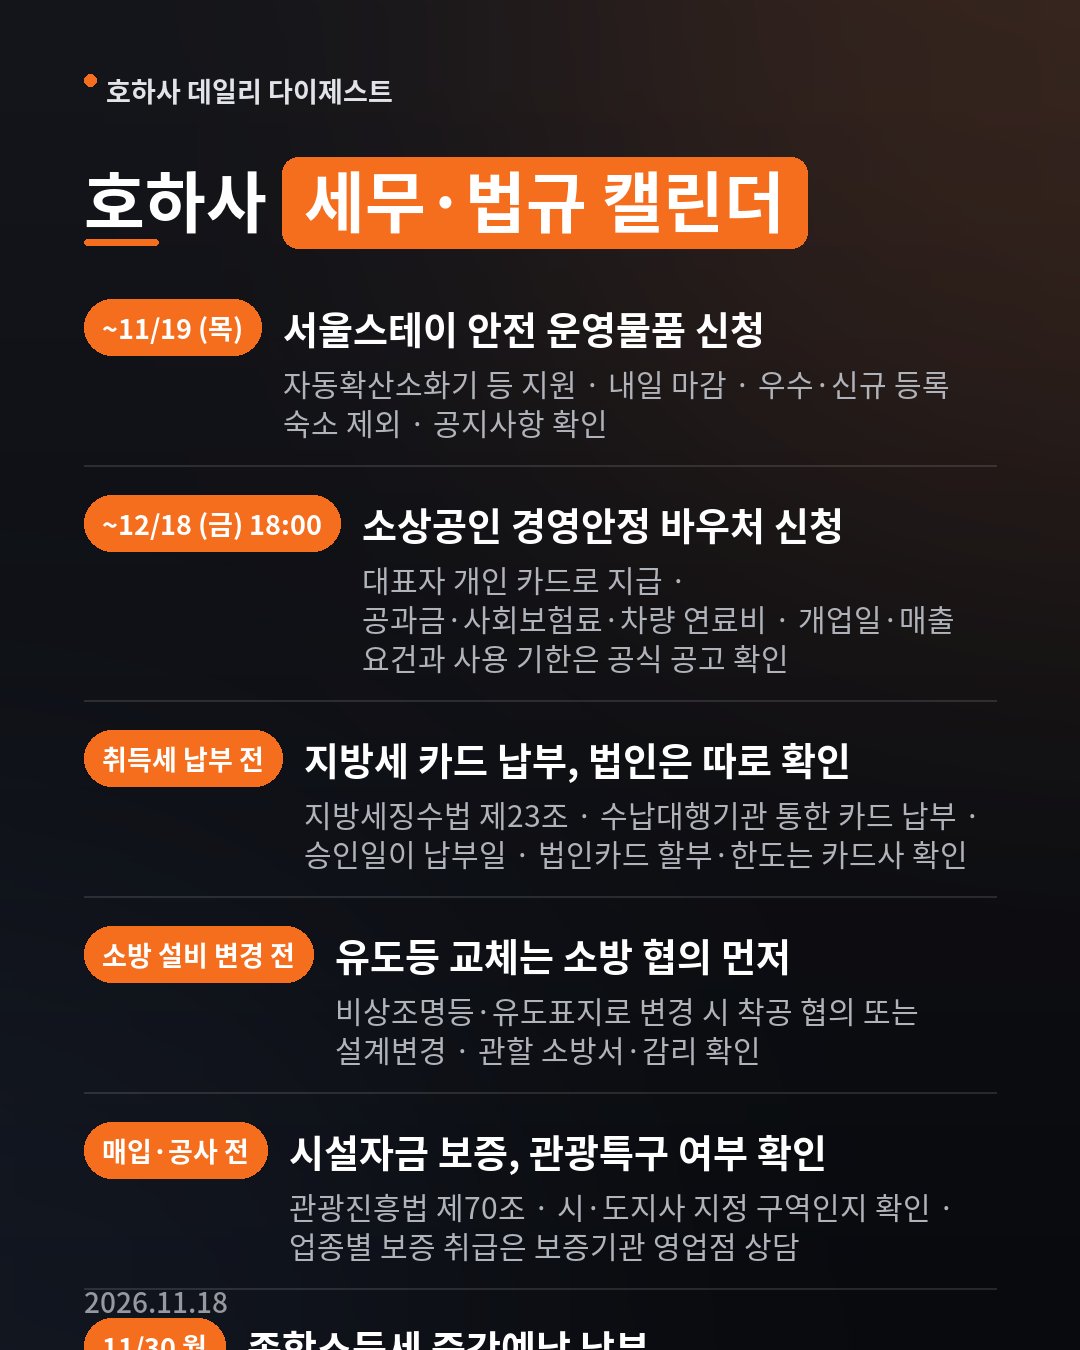 호하사 데일리 다이제스트
호하사 세무·법규 캘린더
~11/19 (목) 서울스테이 안전 운영물품 신청
자동확산소화기 등 지원 · 내일 마감 · 우수·신규 등록
숙소 제외 · 공지사항 확인
~12/18 (금) 18:00 소상공인 경영안정 바우처 신청
대표자 개인 카드로 지급 ·
공과금·사회보험료·차량 연료비 · 개업일·매출
요건과 사용 기한은 공식 공고 확인
취득세 납부 전 지방세 카드 납부, 법인은 따로 확인
지방세징수법 제23조 · 수납대행기관 통한 카드 납부 ·
승인일이 납부일 · 법인카드 할부·한도는 카드사 확인
소방 설비 변경 전 유도등 교체는 소방 협의 먼저
비상조명등·유도표지로 변경 시 착공 협의 또는
설계변경 · 관할 소방서·감리 확인
매입·공사 전 시설자금 보증, 관광특구 여부 확인
관광진흥법 제70조 · 시·도지사 지정 구역인지 확인 ·
업종별 보증 취급은 보증기관 영업점 상담
2026.11.18
11/30 월 종합소득세 중간예납 납부